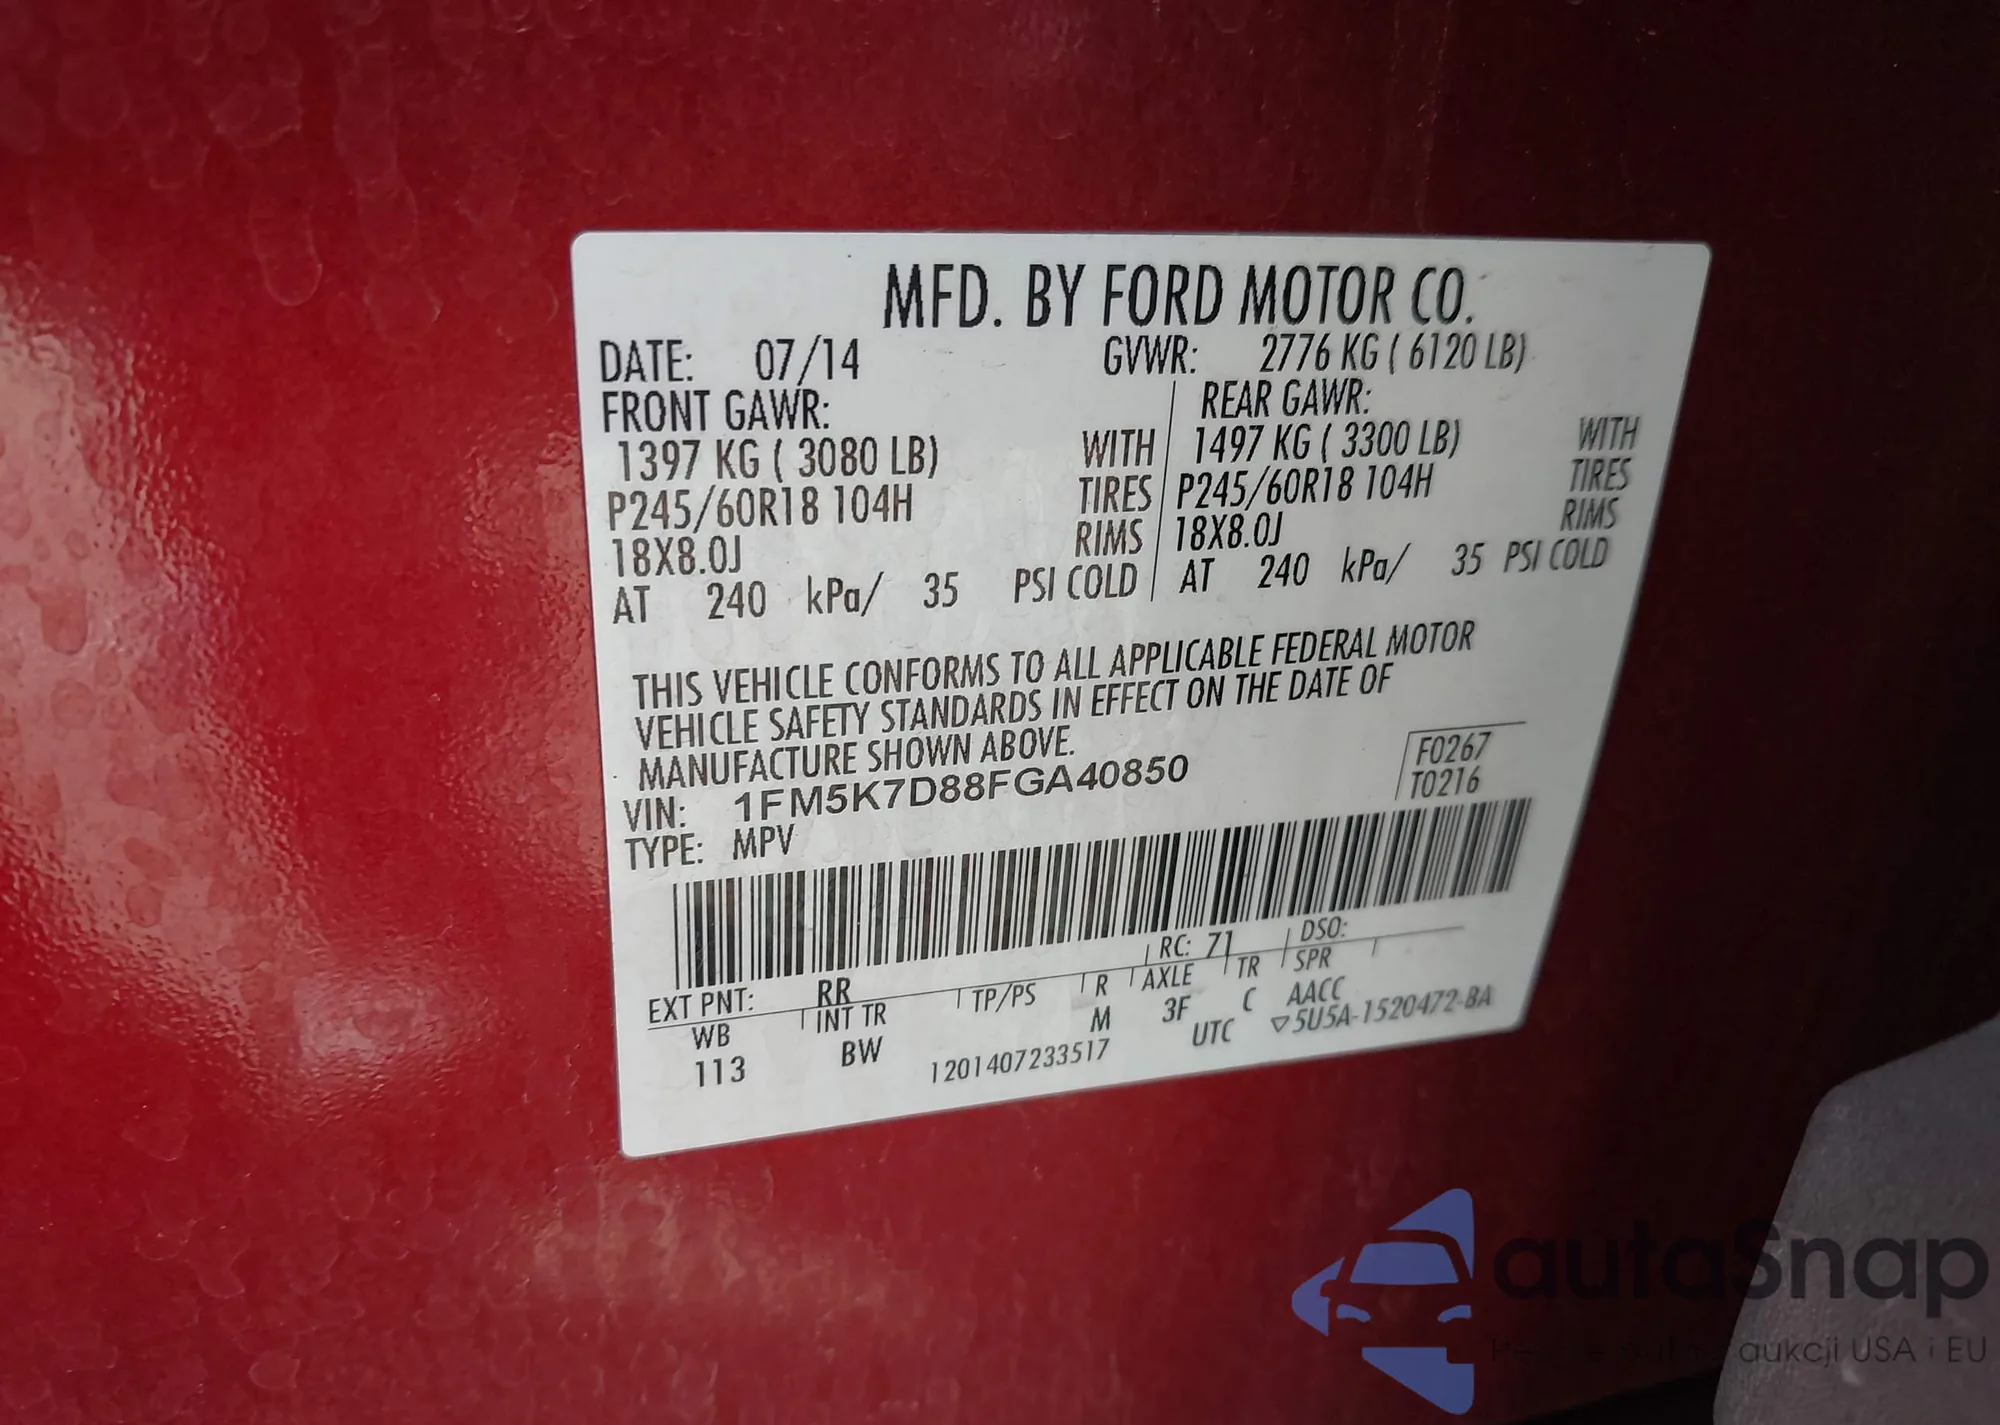 MFD. BY FORD MOTOR CO.
DATE: 07/14 GVWR: 2776 KG ( 6120 LB)
FRONT GAWR: REAR GAWR:
1397 KG ( 3080 LB) WITH 1497 KG ( 3300 LB) WITH
P245/60R18 104H TIRES P245/60R18 104H TIRES
18X8.0J RIMS 18X8.0J RIMS
AT 240 kPa/ 35 PSI COLD AT 240 kPa/ 35 PSI COLD
THIS VEHICLE CONFORMS TO ALL APPLICABLE FEDERAL MOTOR
VEHICLE SAFETY STANDARDS IN EFFECT ON THE DATE OF
MANUFACTURE SHOWN ABOVE.
F0267
VIN: 1FM5K7D88FGA40850
T0216
TYPE: MPV
EXT PNT: RR RC: 71 DSO:
WB INT TR TP/PS R AXLE TR SPR
113 BW M 3F C AACC
1201407233517 UTC ▽5U5A-1520472-BA
autaSnap
aukcji USA i EU